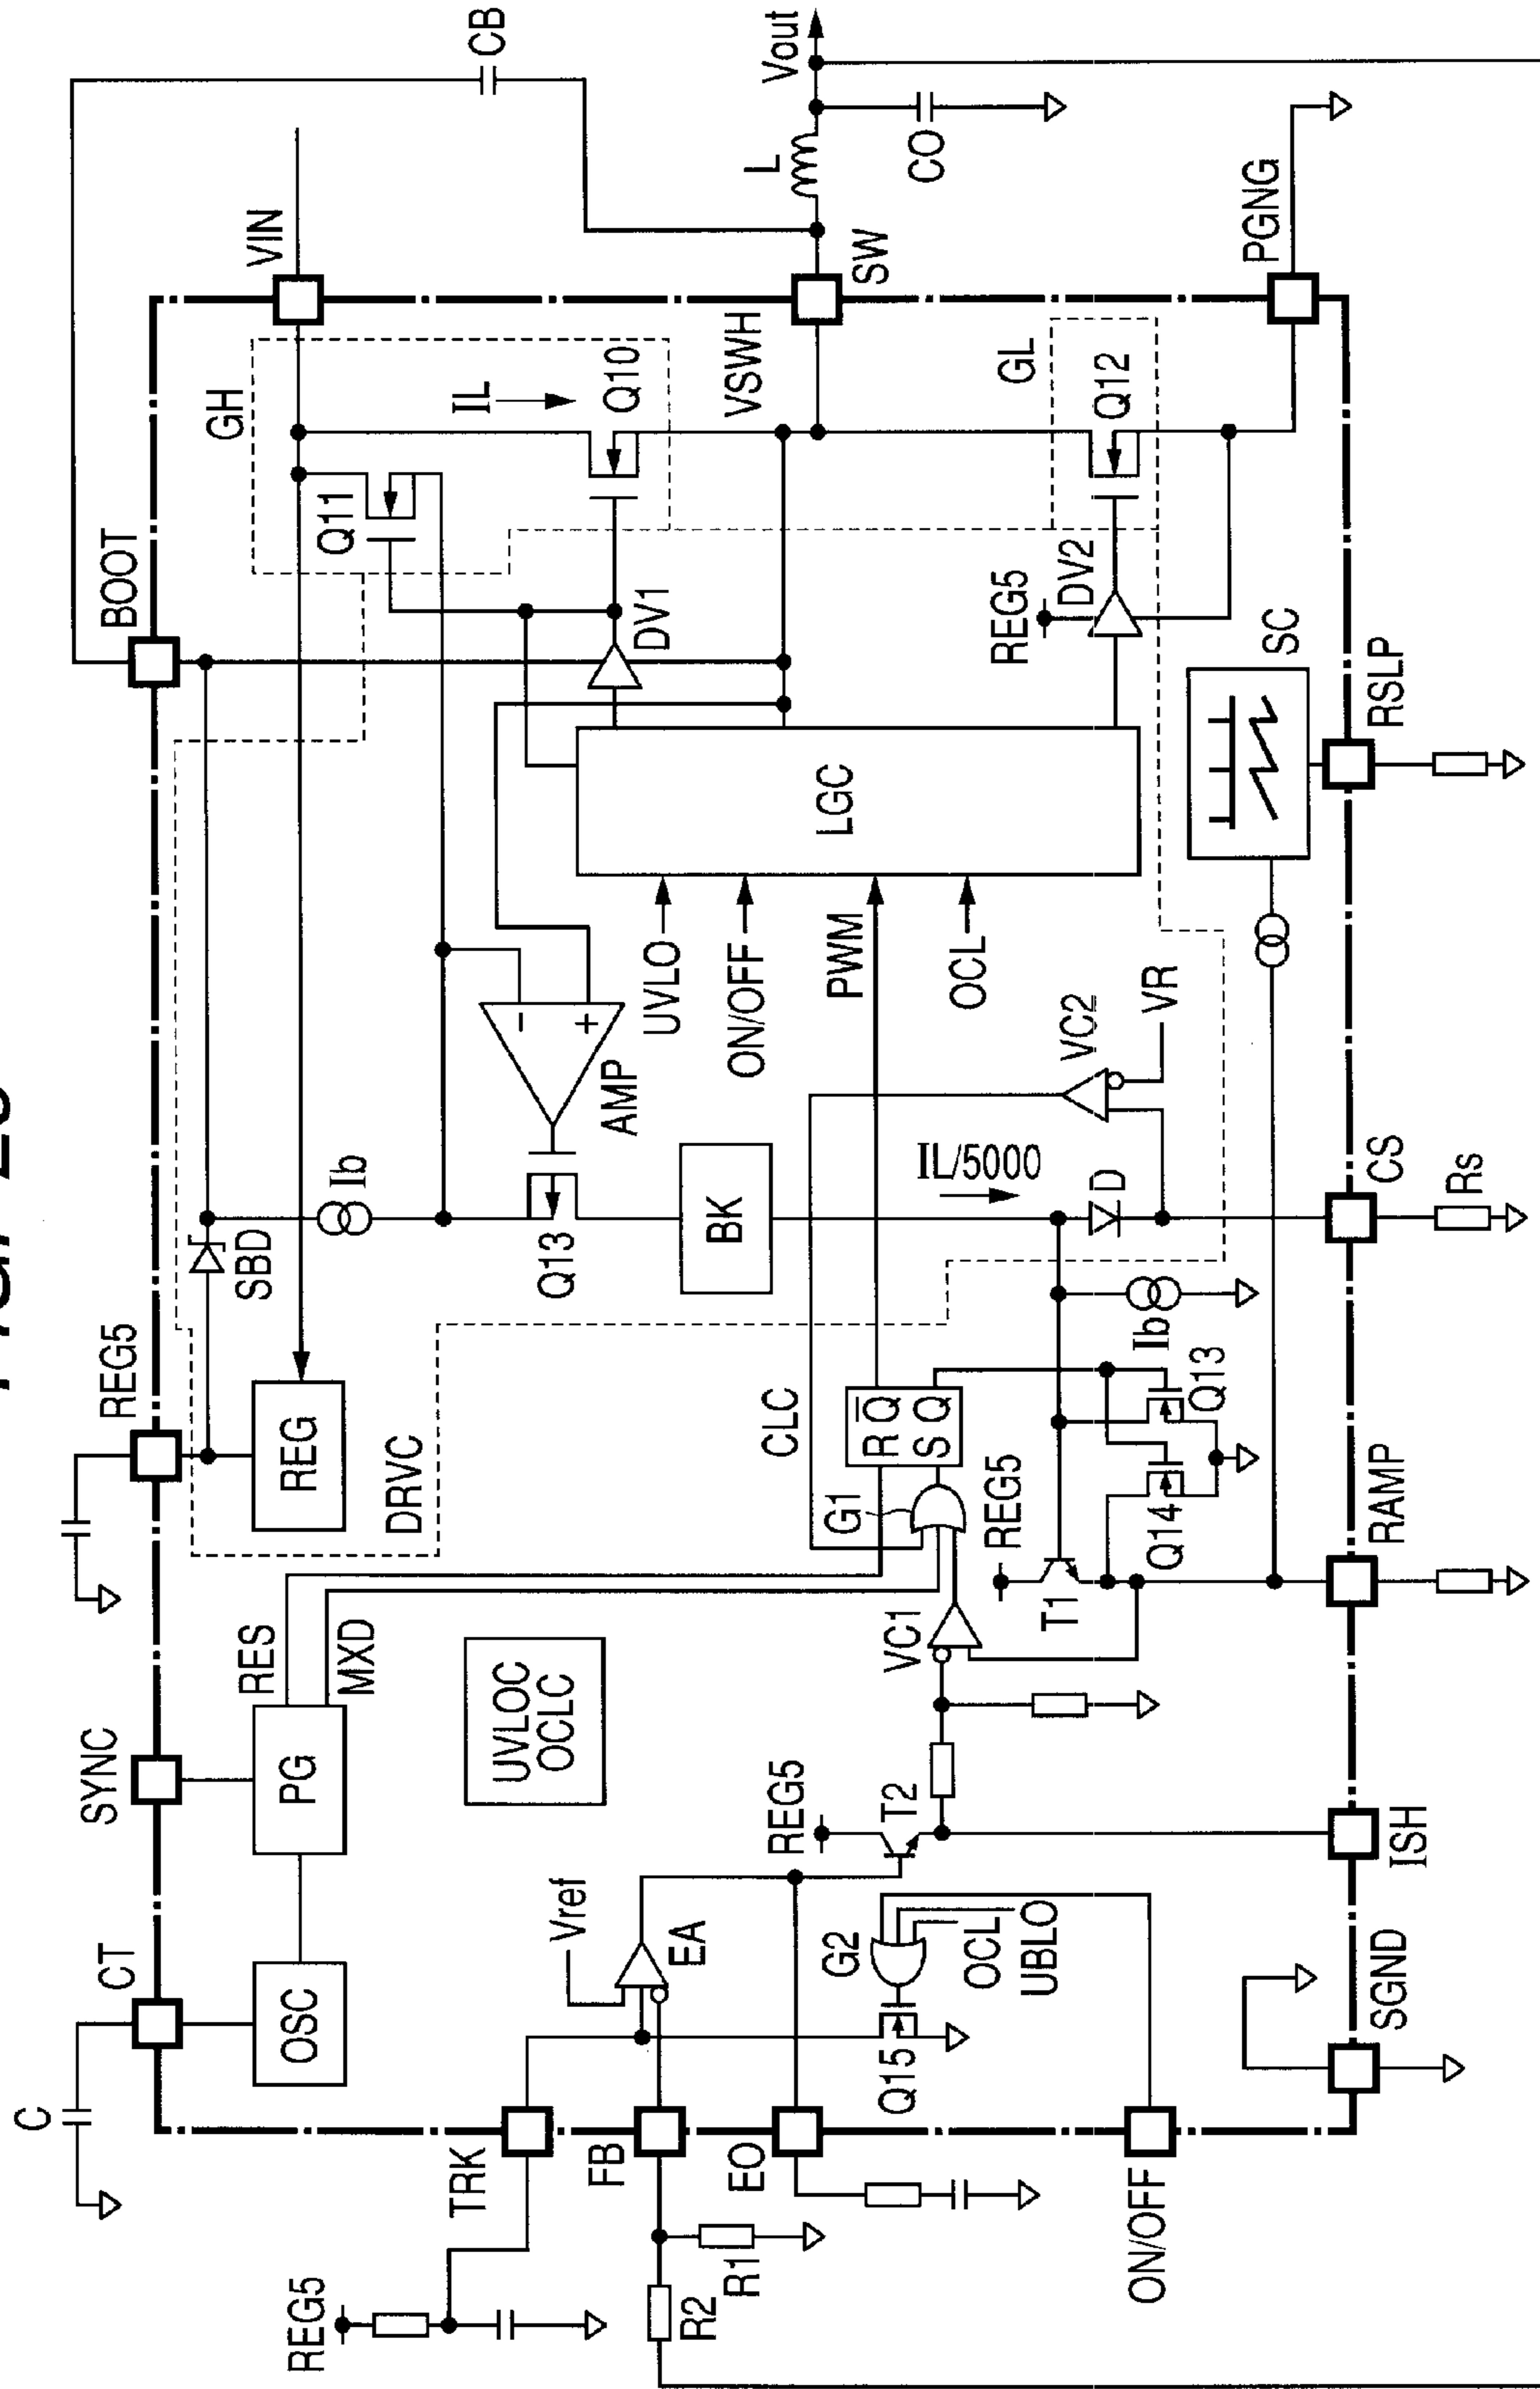 C
CB
CT
SYNC
REG5
BOOT
VIN
Vout
L
CO
SW
PGNG
OSC
PG
RES
MXD
REG
DRVC
SBD
Ib
GH
Q11
IL
Q10
VSWH
GL
Q12
DV1
DV2
REG5
UVLOC
OCLC
AMP
-
+
Q13
BK
LGC
UVLO
ON/OFF
PWM
OCL
VC2
VR
IL/5000
D
SC
RSLP
CS
Rs
CLC
R Q
S Q
G1
REG5
T1
Ib
Q13
Q14
VC1
RAMP
REG5
T2
ISH
Vref
EA
G2
OCL
UBLO
Q15
SGND
TRK
FB
EO
ON/OFF
REG5
R1
R2